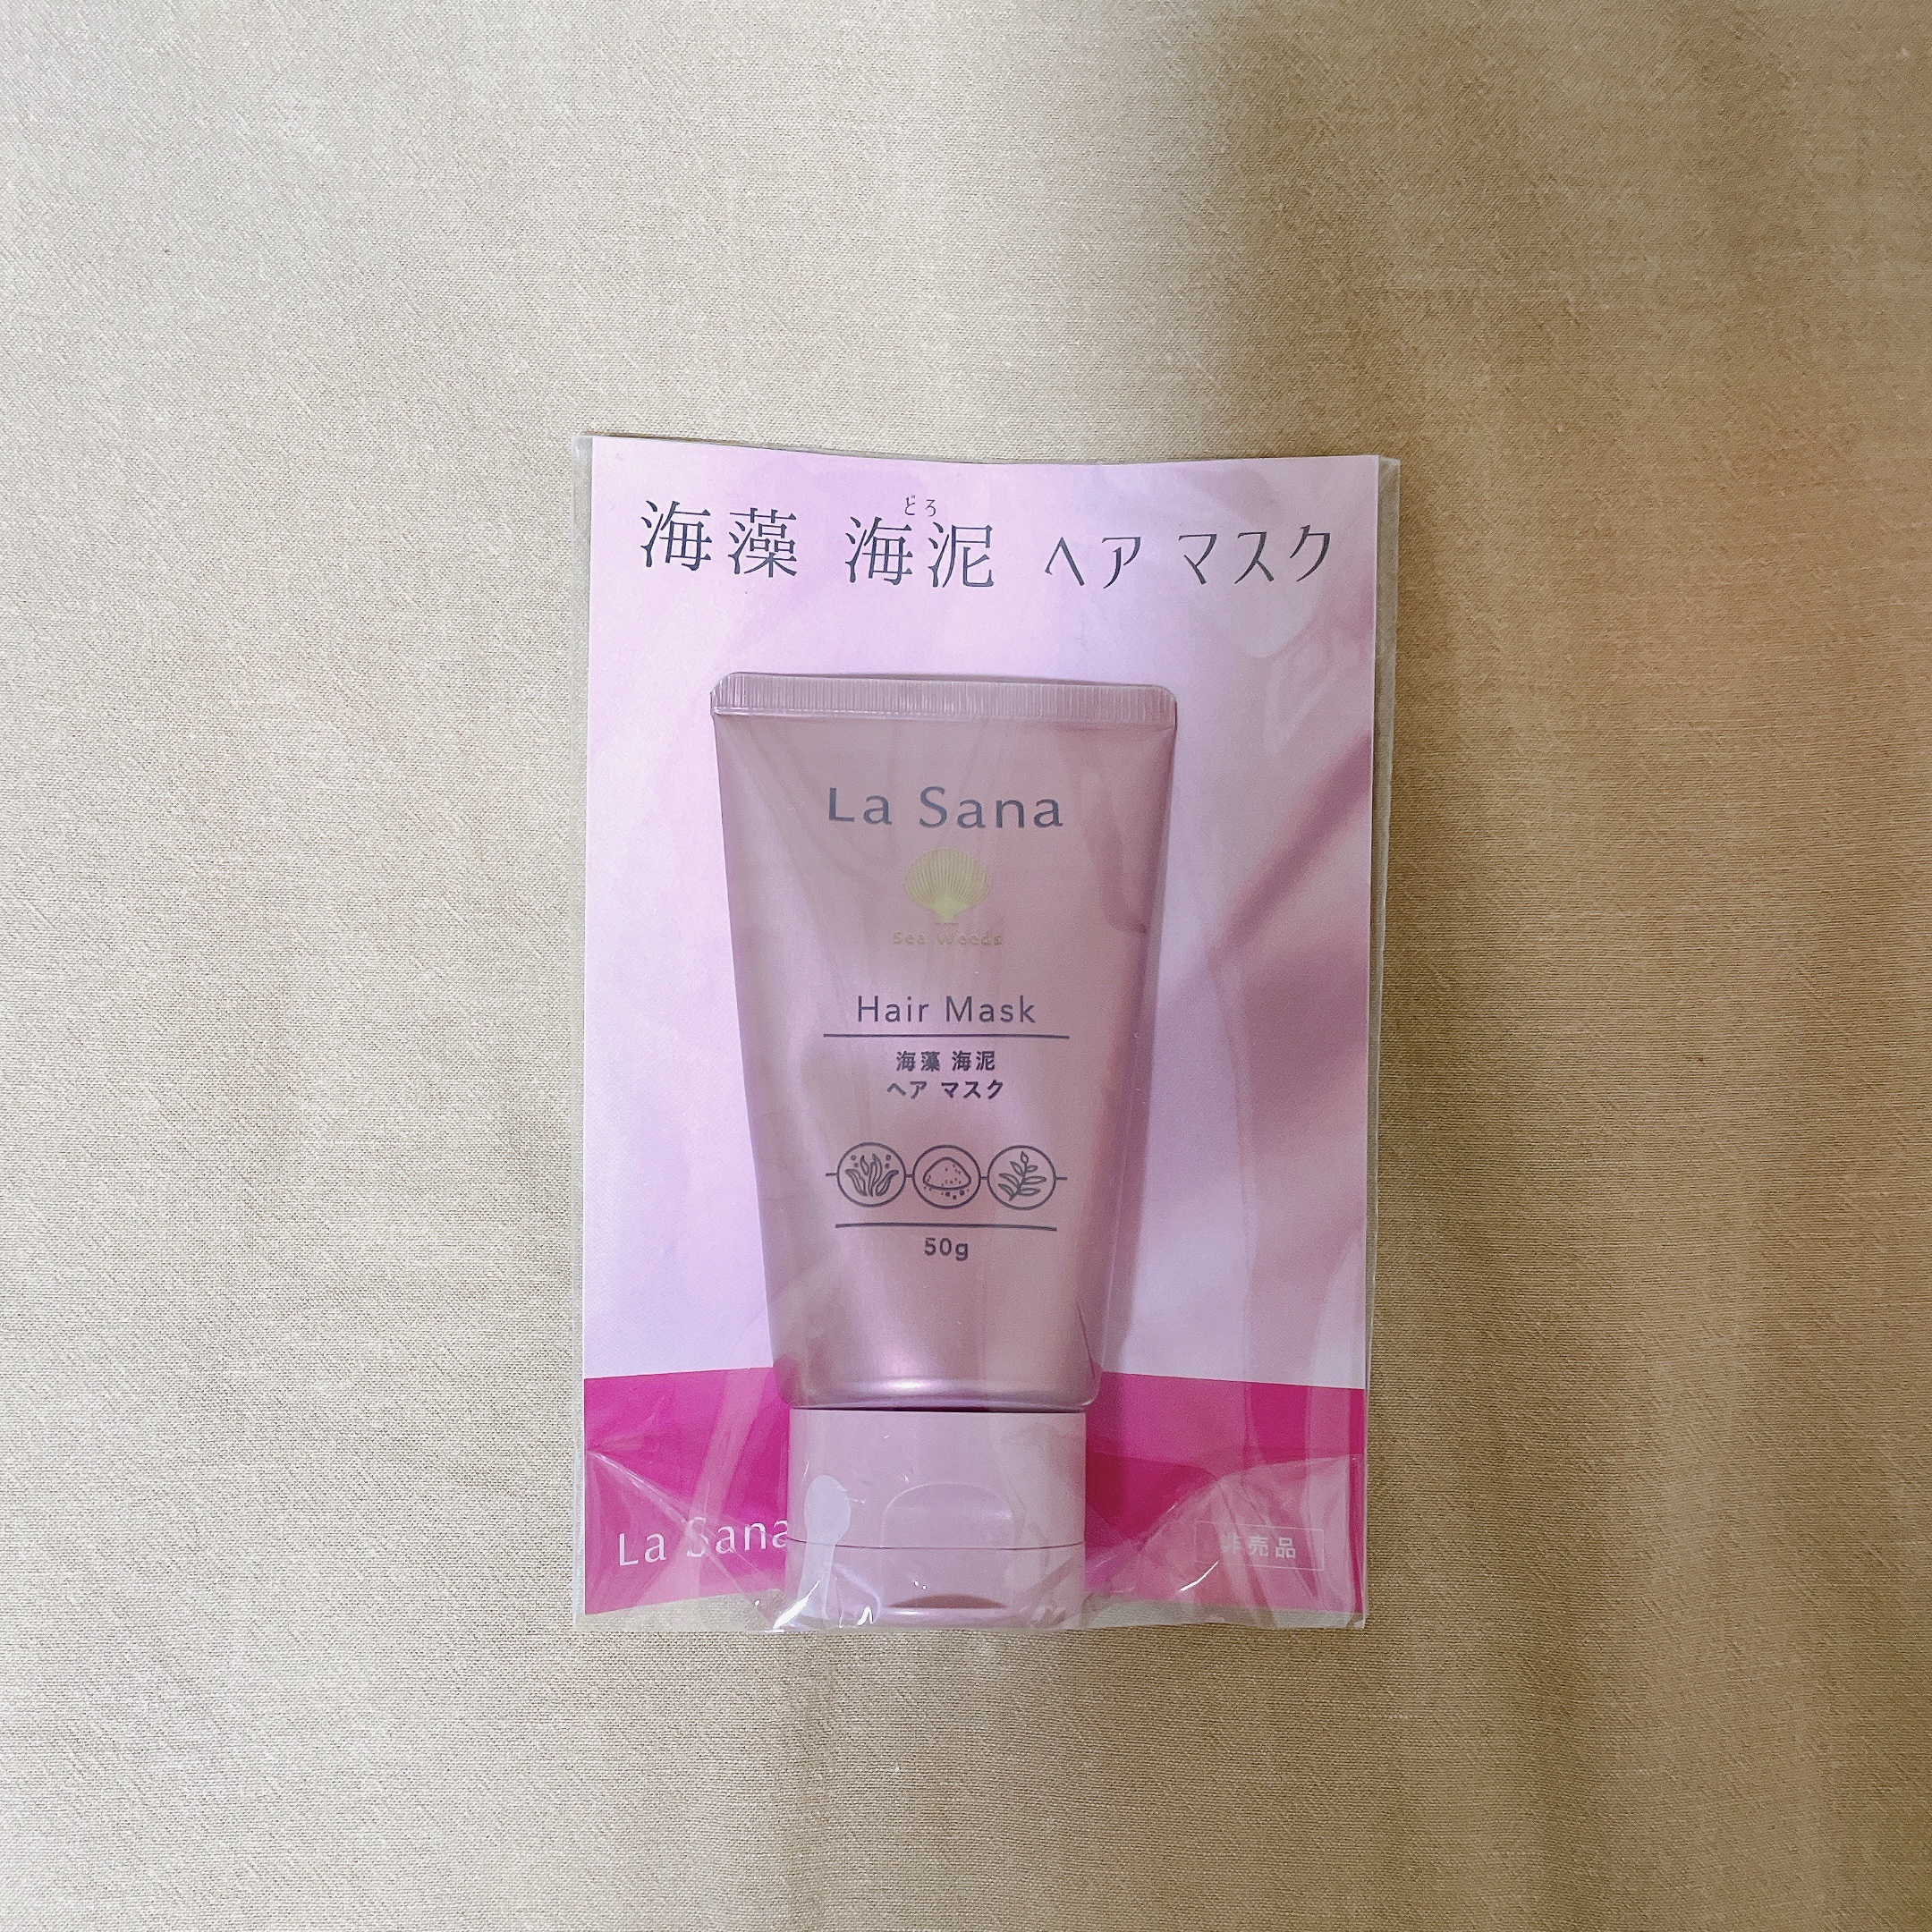 どろ
海藻 海泥 ヘア マスク
La Sana
Sea Weeds
Hair Mask
海藻 海泥
ヘア マスク
50g
La Sana
非売品